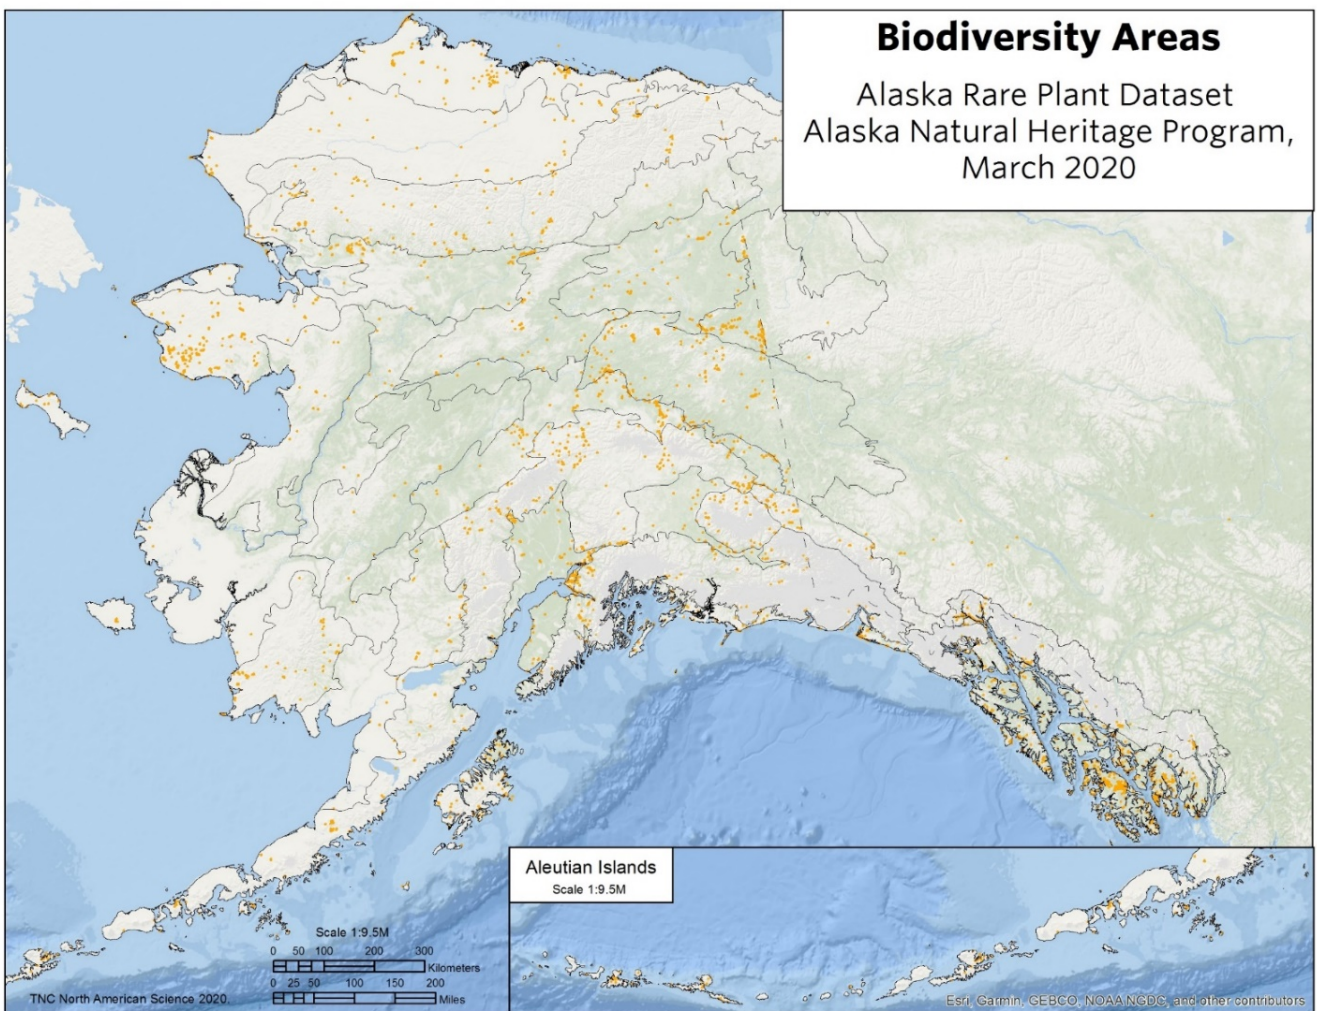 Biodiversity Areas
Alaska Rare Plant Dataset
Alaska Natural Heritage Program,
March 2020
Aleutian Islands
Scale 1:9.5M
Scale 1:9.5M
0 50 100 200 300
Kilometers
0 25 50 100 150 200
Miles
TNC North American Science 2020.
Esri, Garmin, GEBCO, NOAA NGDC, and other contributors